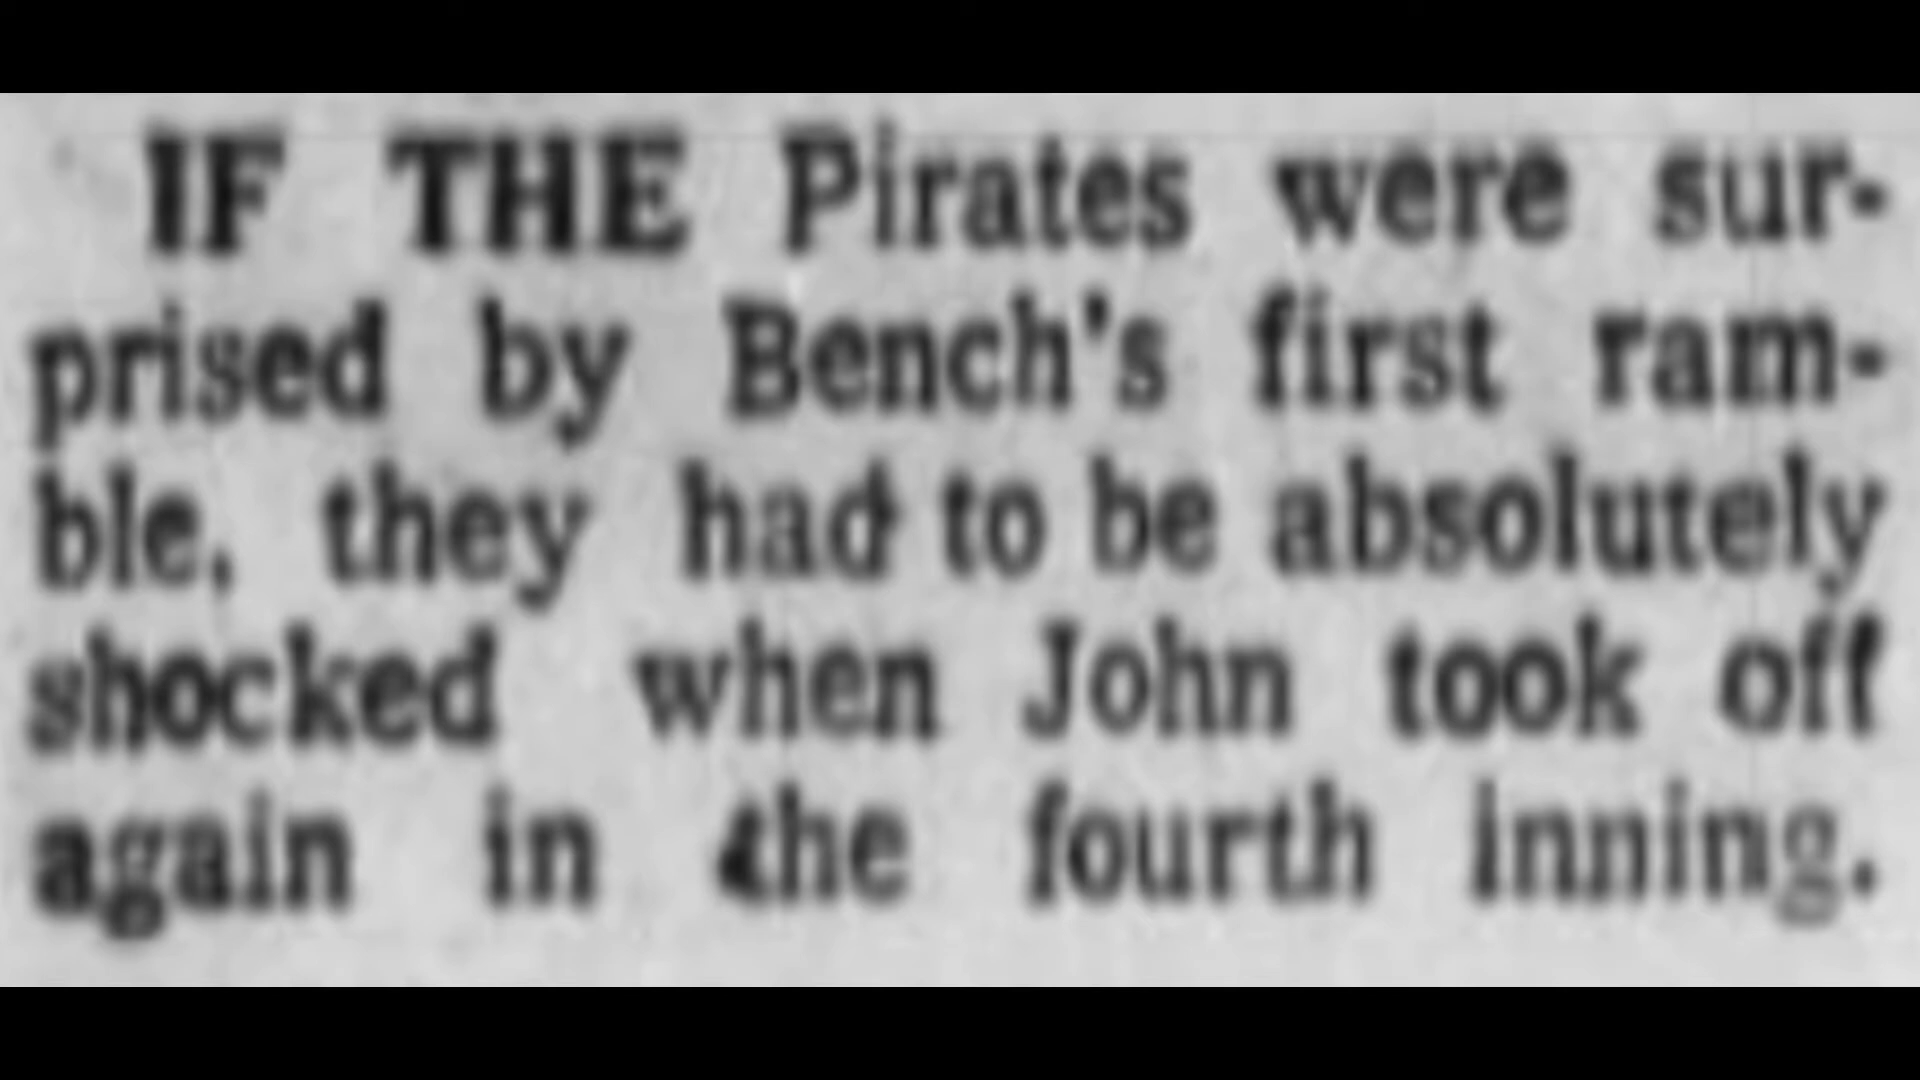 IF THE Pirates were sur-
prised by Bench's first ram-
ble, they had to be absolutely
shocked when John took off
again in the fourth inning.